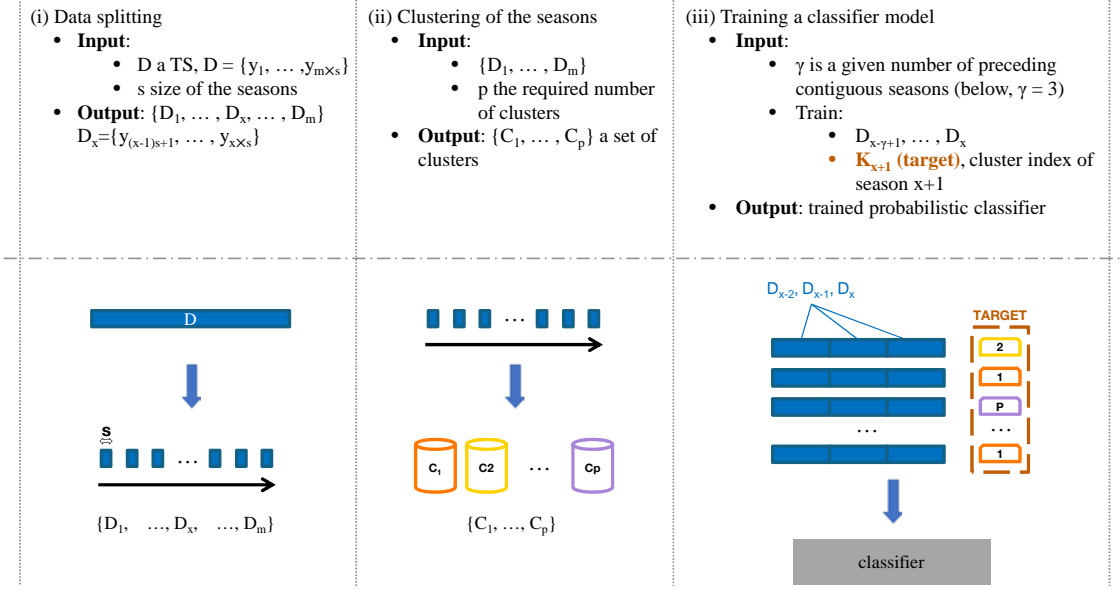 (i) Data splitting
• Input:
• D a TS, D = {y1, … ,ym×s}
• s size of the seasons
• Output: {D1, … , Dx, … , Dm}
Dx={y(x-1)s+1, … , yx×s}
(ii) Clustering of the seasons
• Input:
• {D1, … , Dm}
• p the required number
of clusters
• Output: {C1, … , Cp} a set of
clusters
(iii) Training a classifier model
• Input:
• γ is a given number of preceding
contiguous seasons (below, γ = 3)
• Train:
• Dx-γ+1, … , Dx
• Kx+1 (target), cluster index of
season x+1
• Output: trained probabilistic classifier
D
s
…
{D1, …, Dx, …, Dm}
…
C1 C2 … Cp
{C1, …, Cp}
Dx-2, Dx-1, Dx
TARGET
2
1
P
… …
1
classifier